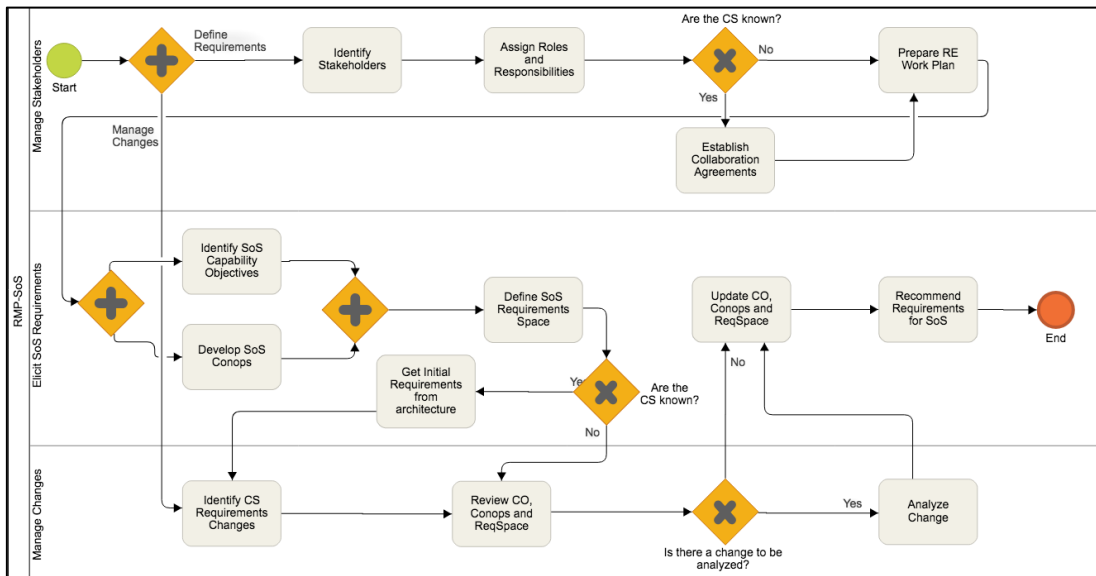 RMP-SoS
Manage Stakeholders
Start
Define
Requirements
Manage
Changes
Identify
Stakeholders
Assign Roles
and
Responsibilities
Are the CS known?
No
Yes
Prepare RE
Work Plan
Establish
Collaboration
Agreements
Elicit SoS Requirements
Identify SoS
Capability
Objectives
Develop SoS
Conops
Define SoS
Requirements
Space
Get Initial
Requirements
from
architecture
Yes
Are the
CS known?
No
Update CO,
Conops and
ReqSpace
Recommend
Requirements
for SoS
End
No
Manage Changes
Identify CS
Requirements
Changes
Review CO,
Conops and
ReqSpace
Is there a change to be
analyzed?
Yes
Analyze
Change